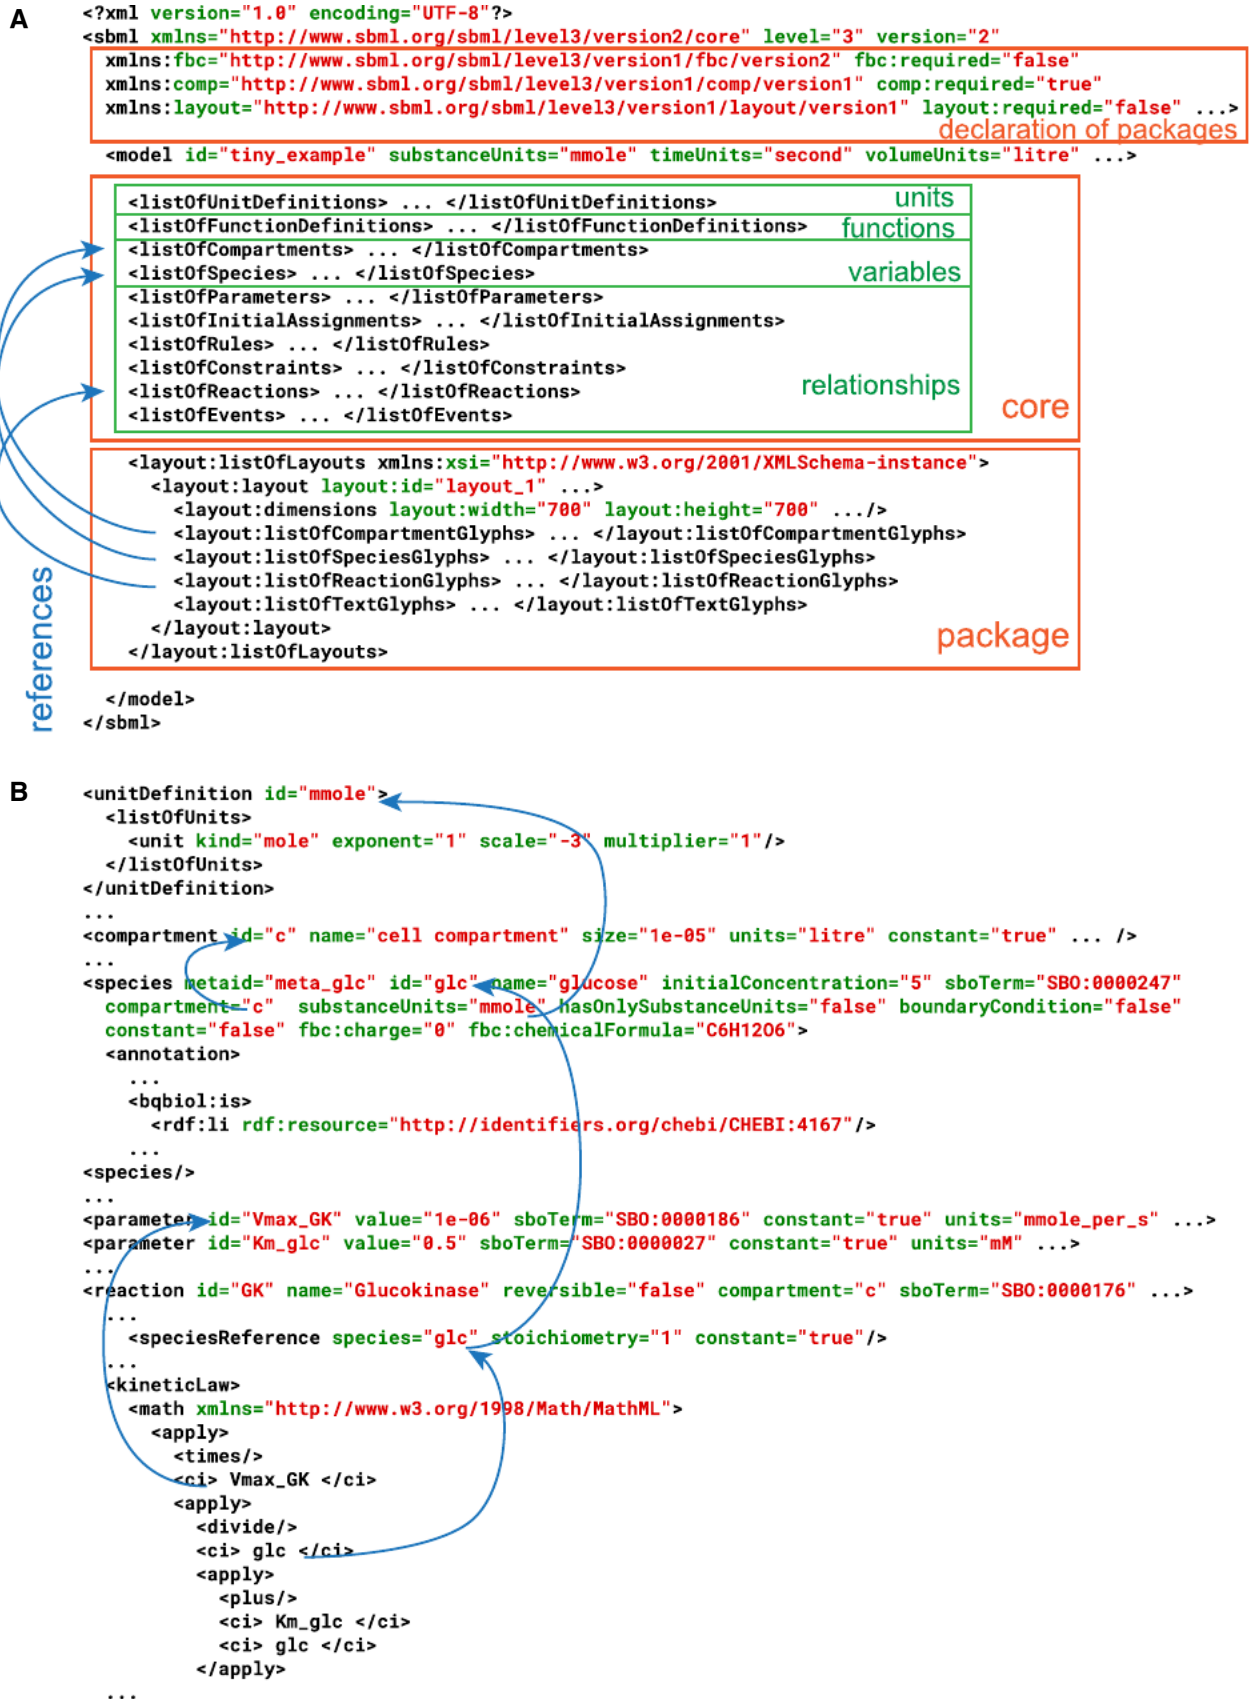 A
<?xml version="1.0" encoding="UTF-8"?>
<sbml xmlns="http://www.sbml.org/sbml/level3/version2/core" level="3" version="2"
xmlns:fbc="http://www.sbml.org/sbml/level3/version1/fbc/version2" fbc:required="false"
xmlns:comp="http://www.sbml.org/sbml/level3/version1/comp/version1" comp:required="true"
xmlns:layout="http://www.sbml.org/sbml/level3/version1/layout/version1" layout:required="false" ...>
declaration of packages
<model id="tiny_example" substanceUnits="mmole" timeUnits="second" volumeUnits="litre" ...>
<listOfUnitDefinitions> ... </listOfUnitDefinitions> units
<listOfFunctionDefinitions> ... </listOfFunctionDefinitions> functions
<listOfCompartments> ... </listOfCompartments>
<listOfSpecies> ... </listOfSpecies> variables
<listOfParameters> ... </listOfParameters>
<listOfInitialAssignments> ... </listOfInitialAssignments>
<listOfRules> ... </listOfRules>
<listOfConstraints> ... </listOfConstraints>
<listOfReactions> ... </listOfReactions> relationships
<listOfEvents> ... </listOfEvents> core
<layout:listOfLayouts xmlns:xsi="http://www.w3.org/2001/XMLSchema-instance">
<layout:layout layout:id="layout_1" ...>
<layout:dimensions layout:width="700" layout:height="700" .../>
<layout:listOfCompartmentGlyphs> ... </layout:listOfCompartmentGlyphs>
<layout:listOfSpeciesGlyphs> ... </layout:listOfSpeciesGlyphs>
<layout:listOfReactionGlyphs> ... </layout:listOfReactionGlyphs>
<layout:listOfTextGlyphs> ... </layout:listOfTextGlyphs>
</layout:layout> package
</layout:listOfLayouts>
references
</model>
</sbml>
B
<unitDefinition id="mmole">
<listOfUnits>
<unit kind="mole" exponent="1" scale="-3" multiplier="1"/>
</listOfUnits>
</unitDefinition>
...
<compartment id="c" name="cell compartment" size="1e-05" units="litre" constant="true" ... />
...
<species metaid="meta_glc" id="glc" name="glucose" initialConcentration="5" sboTerm="SBO:0000247"
compartment="c" substanceUnits="mmole" hasOnlySubstanceUnits="false" boundaryCondition="false"
constant="false" fbc:charge="0" fbc:chemicalFormula="C6H12O6">
<annotation>
...
<bqbiol:is>
<rdf:li rdf:resource="http://identifiers.org/chebi/CHEBI:4167"/>
...
<species/>
...
<parameter id="Vmax_GK" value="1e-06" sboTerm="SBO:0000186" constant="true" units="mmole_per_s" ...>
<parameter id="Km_glc" value="0.5" sboTerm="SBO:0000027" constant="true" units="mM" ...>
...
<reaction id="GK" name="Glucokinase" reversible="false" compartment="c" sboTerm="SBO:0000176" ...>
...
<speciesReference species="glc" stoichiometry="1" constant="true"/>
...
<kineticLaw>
<math xmlns="http://www.w3.org/1998/Math/MathML">
<apply>
<times/>
<ci> Vmax_GK </ci>
<apply>
<divide/>
<ci> glc </ci>
<apply>
<plus/>
<ci> Km_glc </ci>
<ci> glc </ci>
</apply>
...